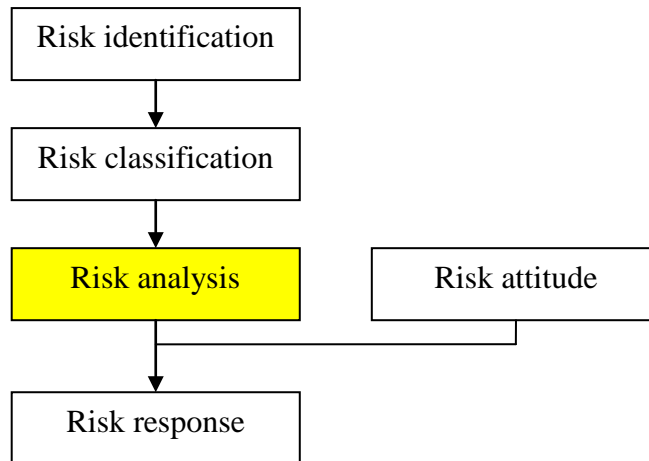 Risk identification
Risk classification
Risk analysis
Risk attitude
Risk response